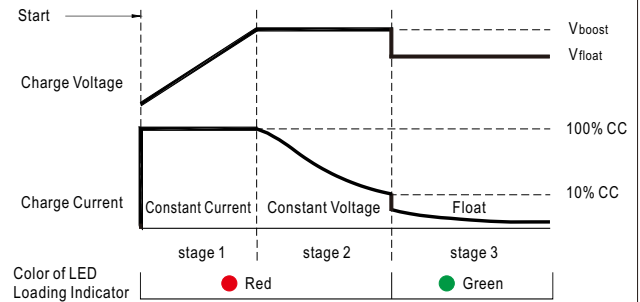 Start
Vboost
Vfloat
Charge Voltage
100% CC
10% CC
Charge Current
Constant Current
Constant Voltage
Float
stage 1
stage 2
stage 3
Color of LED
Loading Indicator
Red
Green